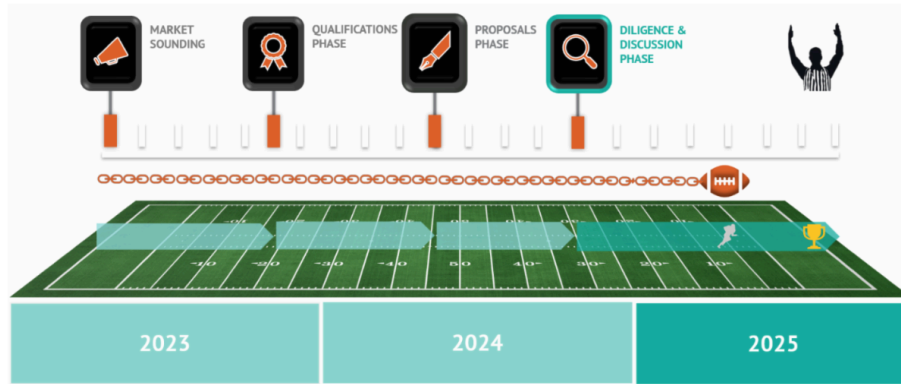 MARKET
SOUNDING
QUALIFICATIONS
PHASE
PROPOSALS
PHASE
DILIGENCE &
DISCUSSION
PHASE
10 20 30 40 50 40 30 20 10
2023
2024
2025